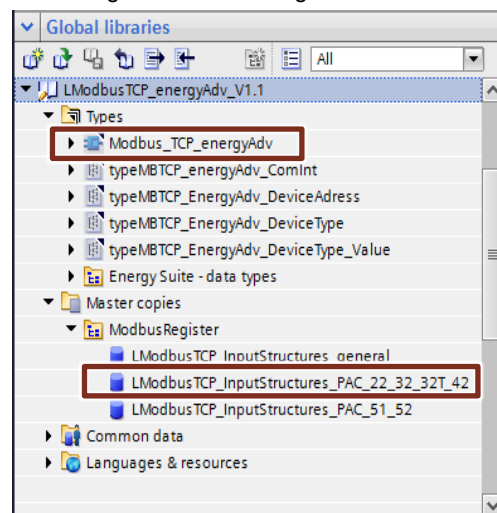 Global libraries
All
LModbusTCP_energyAdv_V1.1
Types
Modbus_TCP_energyAdv
typeMBTCP_energyAdv_ComInt
typeMBTCP_EnergyAdv_DeviceAdress
typeMBTCP_EnergyAdv_DeviceType
typeMBTCP_EnergyAdv_DeviceType_Value
Energy Suite - data types
Master copies
ModbusRegister
LModbusTCP_InputStructures_general
LModbusTCP_InputStructures_PAC_22_32_32T_42
LModbusTCP_InputStructures_PAC_51_52
Common data
Languages & resources